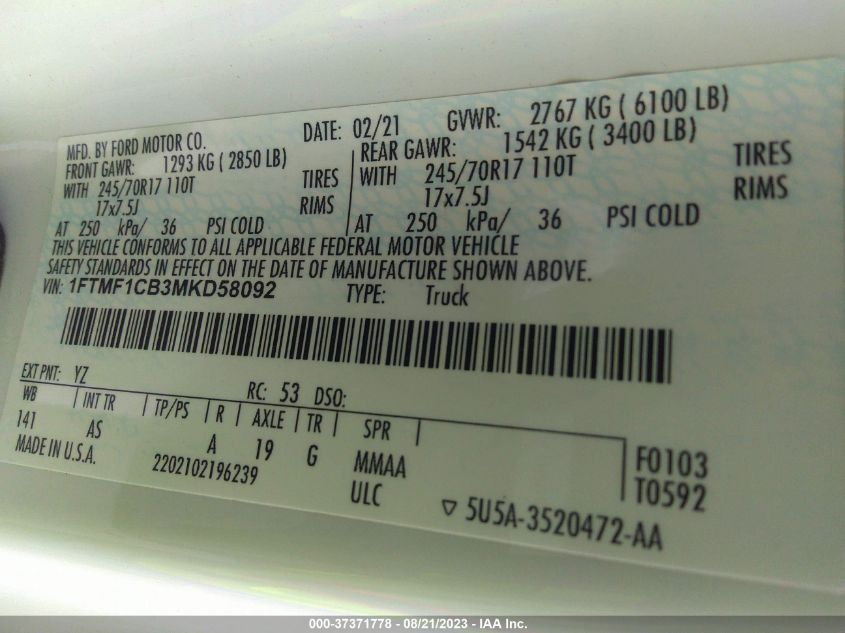 MFD. BY FORD MOTOR CO. DATE: 02/21 GVWR: 2767 KG ( 6100 LB)
FRONT GAWR: 1293 KG ( 2850 LB) REAR GAWR: 1542 KG ( 3400 LB)
WITH 245/70R17 110T TIRES WITH 245/70R17 110T TIRES
17x7.5J RIMS 17x7.5J RIMS
AT 250 kPa/ 36 PSI COLD AT 250 kPa/ 36 PSI COLD
THIS VEHICLE CONFORMS TO ALL APPLICABLE FEDERAL MOTOR VEHICLE
SAFETY STANDARDS IN EFFECT ON THE DATE OF MANUFACTURE SHOWN ABOVE.
VIN: 1FTMF1CB3MKD58092 TYPE: Truck
EXT PNT: YZ RC: 53 DSO:
WB INT TR TP/PS R AXLE TR SPR
141 AS A 19 G MMAA F0103
MADE IN U.S.A. 2202102196239 ULC T0592
▽ 5U5A-3520472-AA
000-37371778 - 08/21/2023 - IAA Inc.